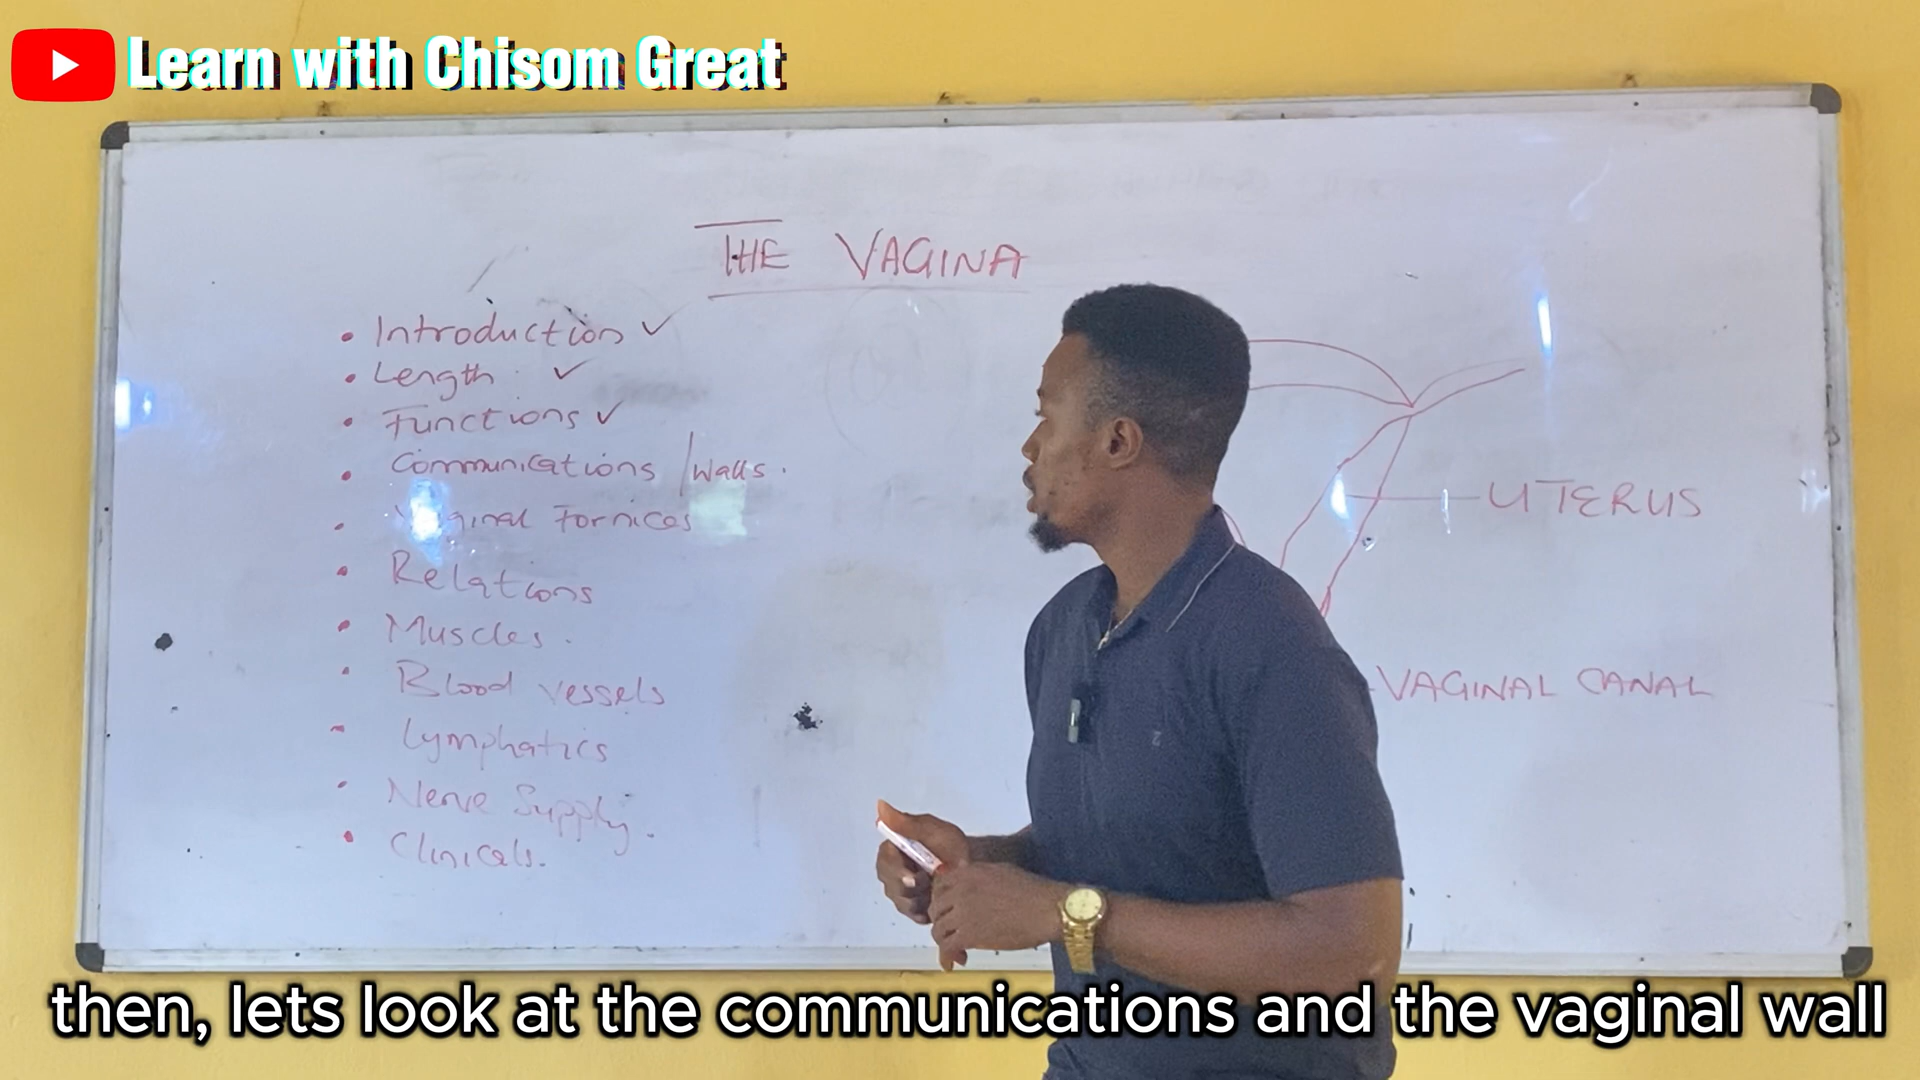 Learn with Chisom Great
THE VAGINA
• Introduction ✓
• Length ✓
• Functions ✓
• Communications / Walls.
• Vaginal Fornices
• Relations
• Muscles.
• Blood vessels
- Lymphatics
• Nerve Supply.
• Clinicals.
UTERUS
VAGINAL CANAL
then, lets look at the communications and the vaginal wall